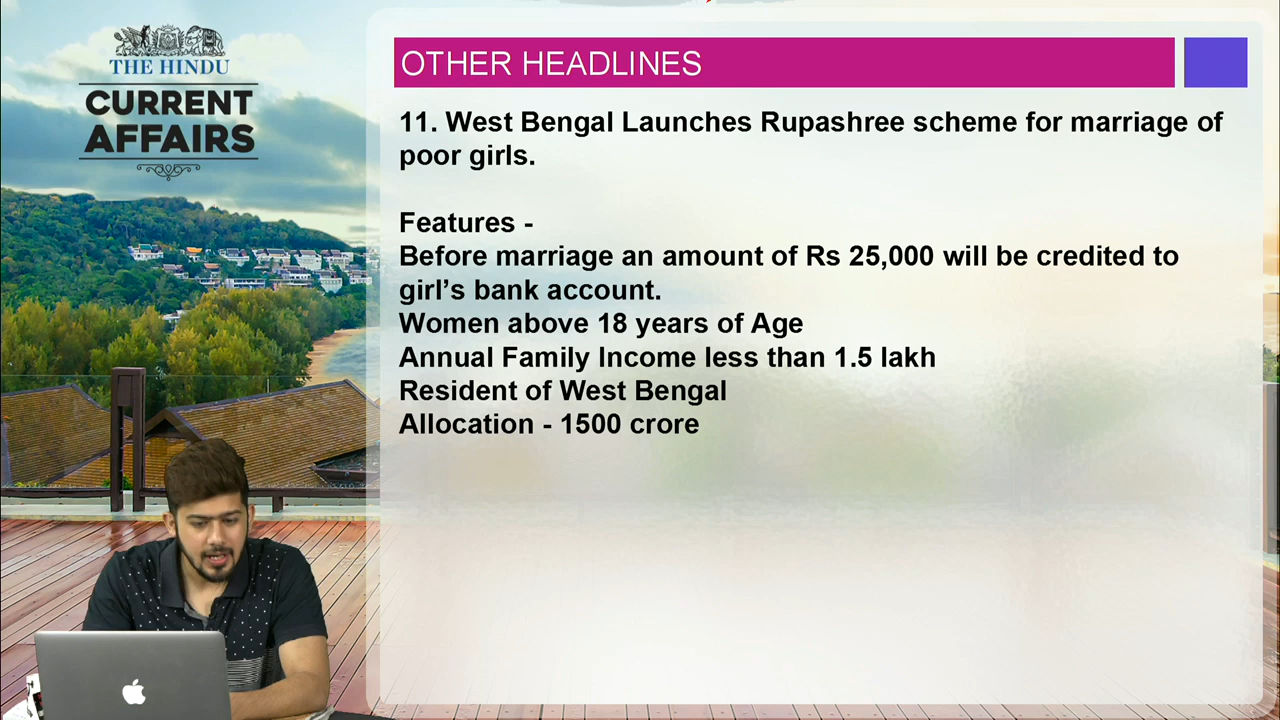 THE HINDU
CURRENT
AFFAIRS
OTHER HEADLINES
11. West Bengal Launches Rupashree scheme for marriage of
poor girls.
Features -
Before marriage an amount of Rs 25,000 will be credited to
girl’s bank account.
Women above 18 years of Age
Annual Family Income less than 1.5 lakh
Resident of West Bengal
Allocation - 1500 crore